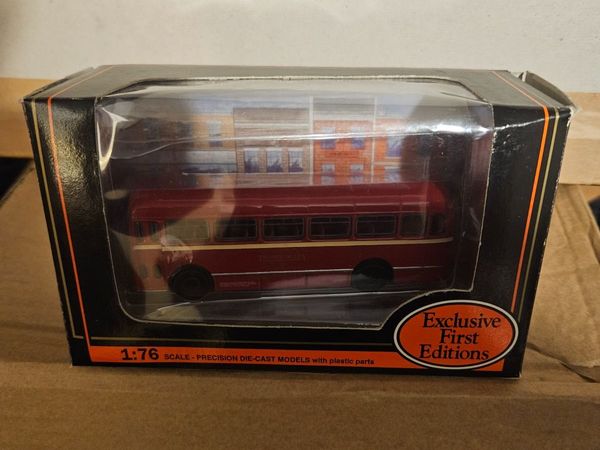 1:76 SCALE - PRECISION DIE-CAST MODELS with plastic parts
Exclusive
First
Editions